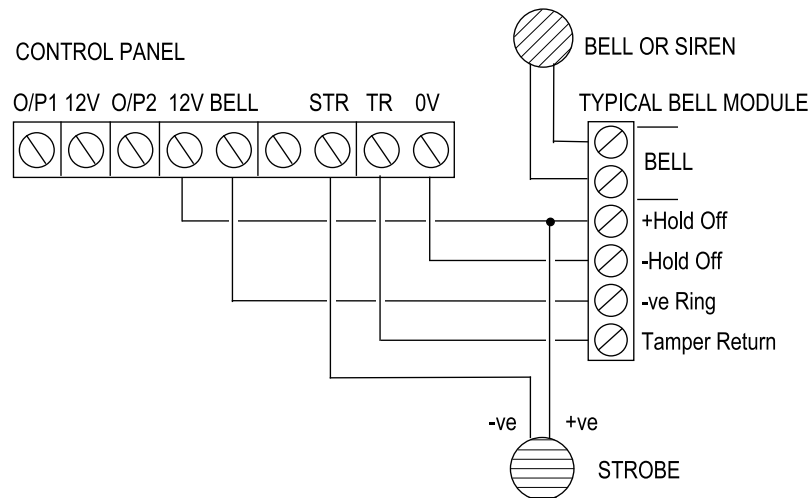 CONTROL PANEL
BELL OR SIREN
O/P1 12V O/P2 12V BELL STR TR 0V
TYPICAL BELL MODULE
BELL
+Hold Off
-Hold Off
-ve Ring
Tamper Return
-ve +ve
STROBE